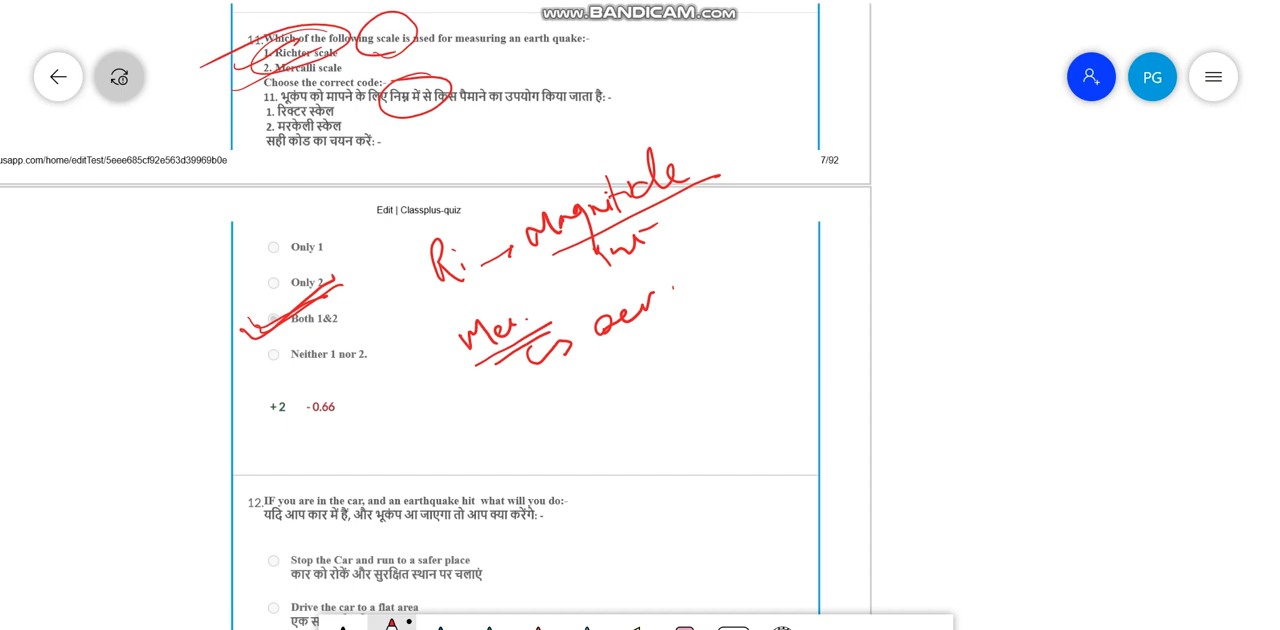 www.BANDICAM.com
11. Which of the following scale is used for measuring an earth quake:-
1. Richter scale
2. Mercalli scale
Choose the correct code:-
11. भूकंप को मापने के लिए निम्न में से किस पैमाने का उपयोग किया जाता है: -
1. रिक्टर स्केल
2. मरकेली स्केल
सही कोड का चयन करें: -
usapp.com/home/editTest/5eee685cf92e563d39969b0e
7/92
PG
Edit | Classplus-quiz
Only 1
Only 2
Both 1&2
Neither 1 nor 2.
+ 2 - 0.66
Ri → Magnitude
Int
Mer.
12. IF you are in the car, and an earthquake hit what will you do:-
यदि आप कार में हैं, और भूकंप आ जाएगा तो आप क्या करेंगे: -
Stop the Car and run to a safer place
कार को रोकें और सुरक्षित स्थान पर चलाएं
Drive the car to a flat area
एक